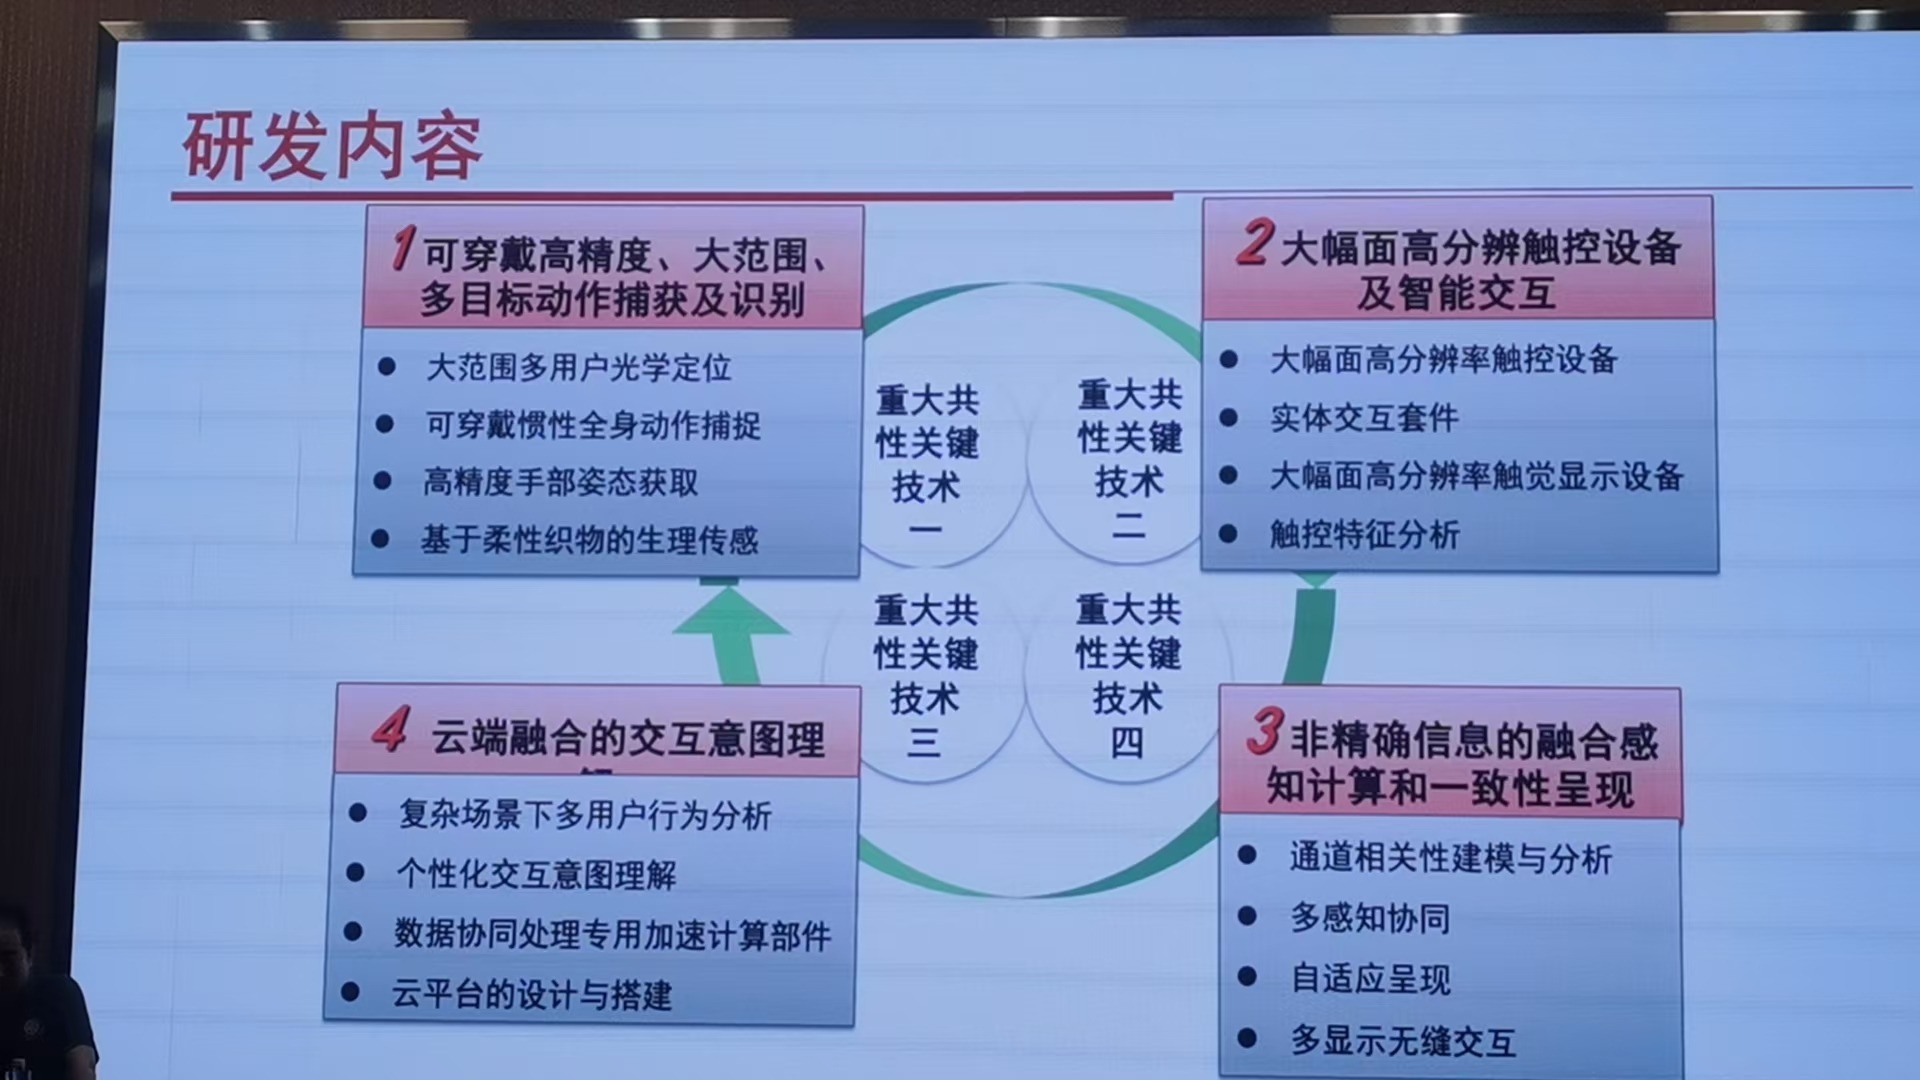 研发内容
1 可穿戴高精度、大范围、
多目标动作捕获及识别
● 大范围多用户光学定位
● 可穿戴惯性全身动作捕捉
● 高精度手部姿态获取
● 基于柔性织物的生理传感
2 大幅面高分辨触控设备
及智能交互
● 大幅面高分辨率触控设备
● 实体交互套件
● 大幅面高分辨率触觉显示设备
● 触控特征分析
重大共
性关键
技术
一
重大共
性关键
技术
二
重大共
性关键
技术
三
重大共
性关键
技术
四
4 云端融合的交互意图理
● 复杂场景下多用户行为分析
● 个性化交互意图理解
● 数据协同处理专用加速计算部件
● 云平台的设计与搭建
3 非精确信息的融合感
知计算和一致性呈现
● 通道相关性建模与分析
● 多感知协同
● 自适应呈现
● 多显示无缝交互